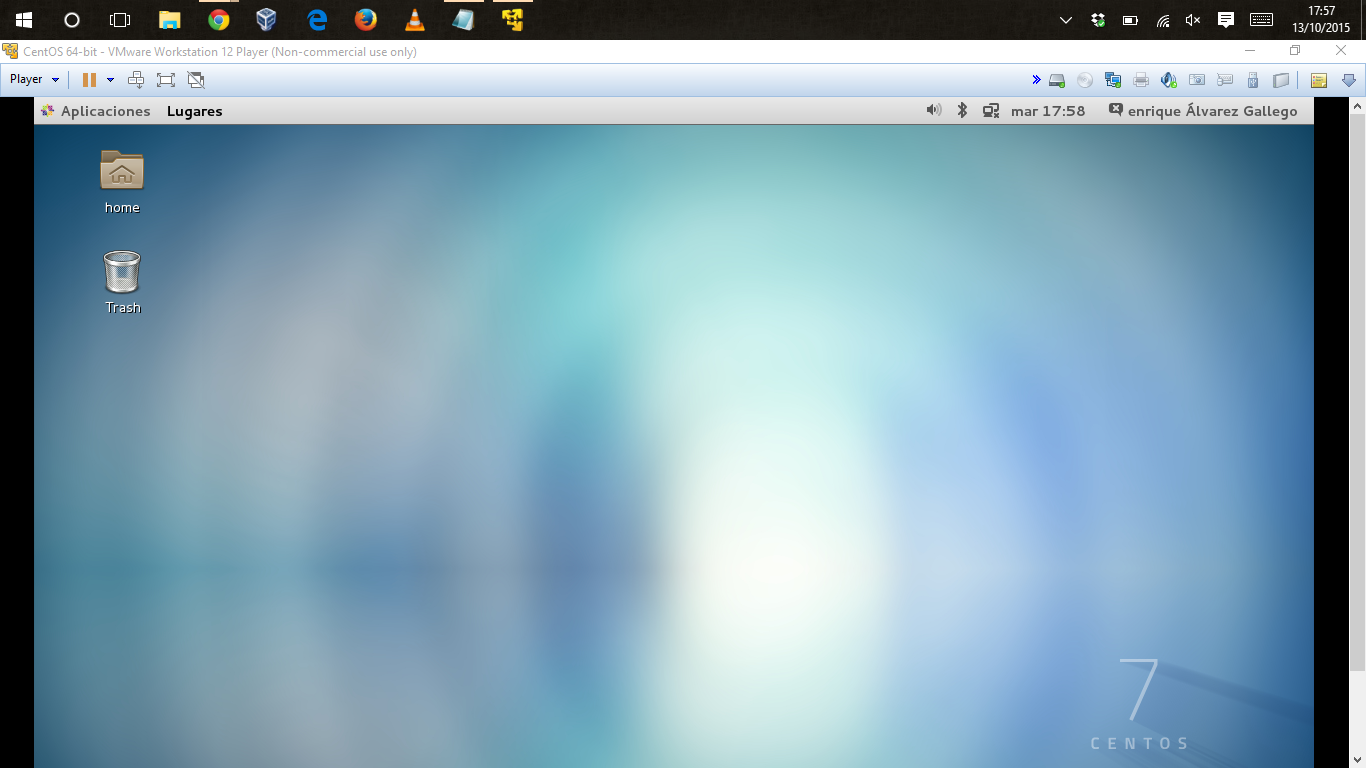 17:57
13/10/2015
CentOS 64-bit - VMware Workstation 12 Player (Non-commercial use only)
Player
Aplicaciones Lugares mar 17:58 enrique Álvarez Gallego
home
Trash
7
CENTOS